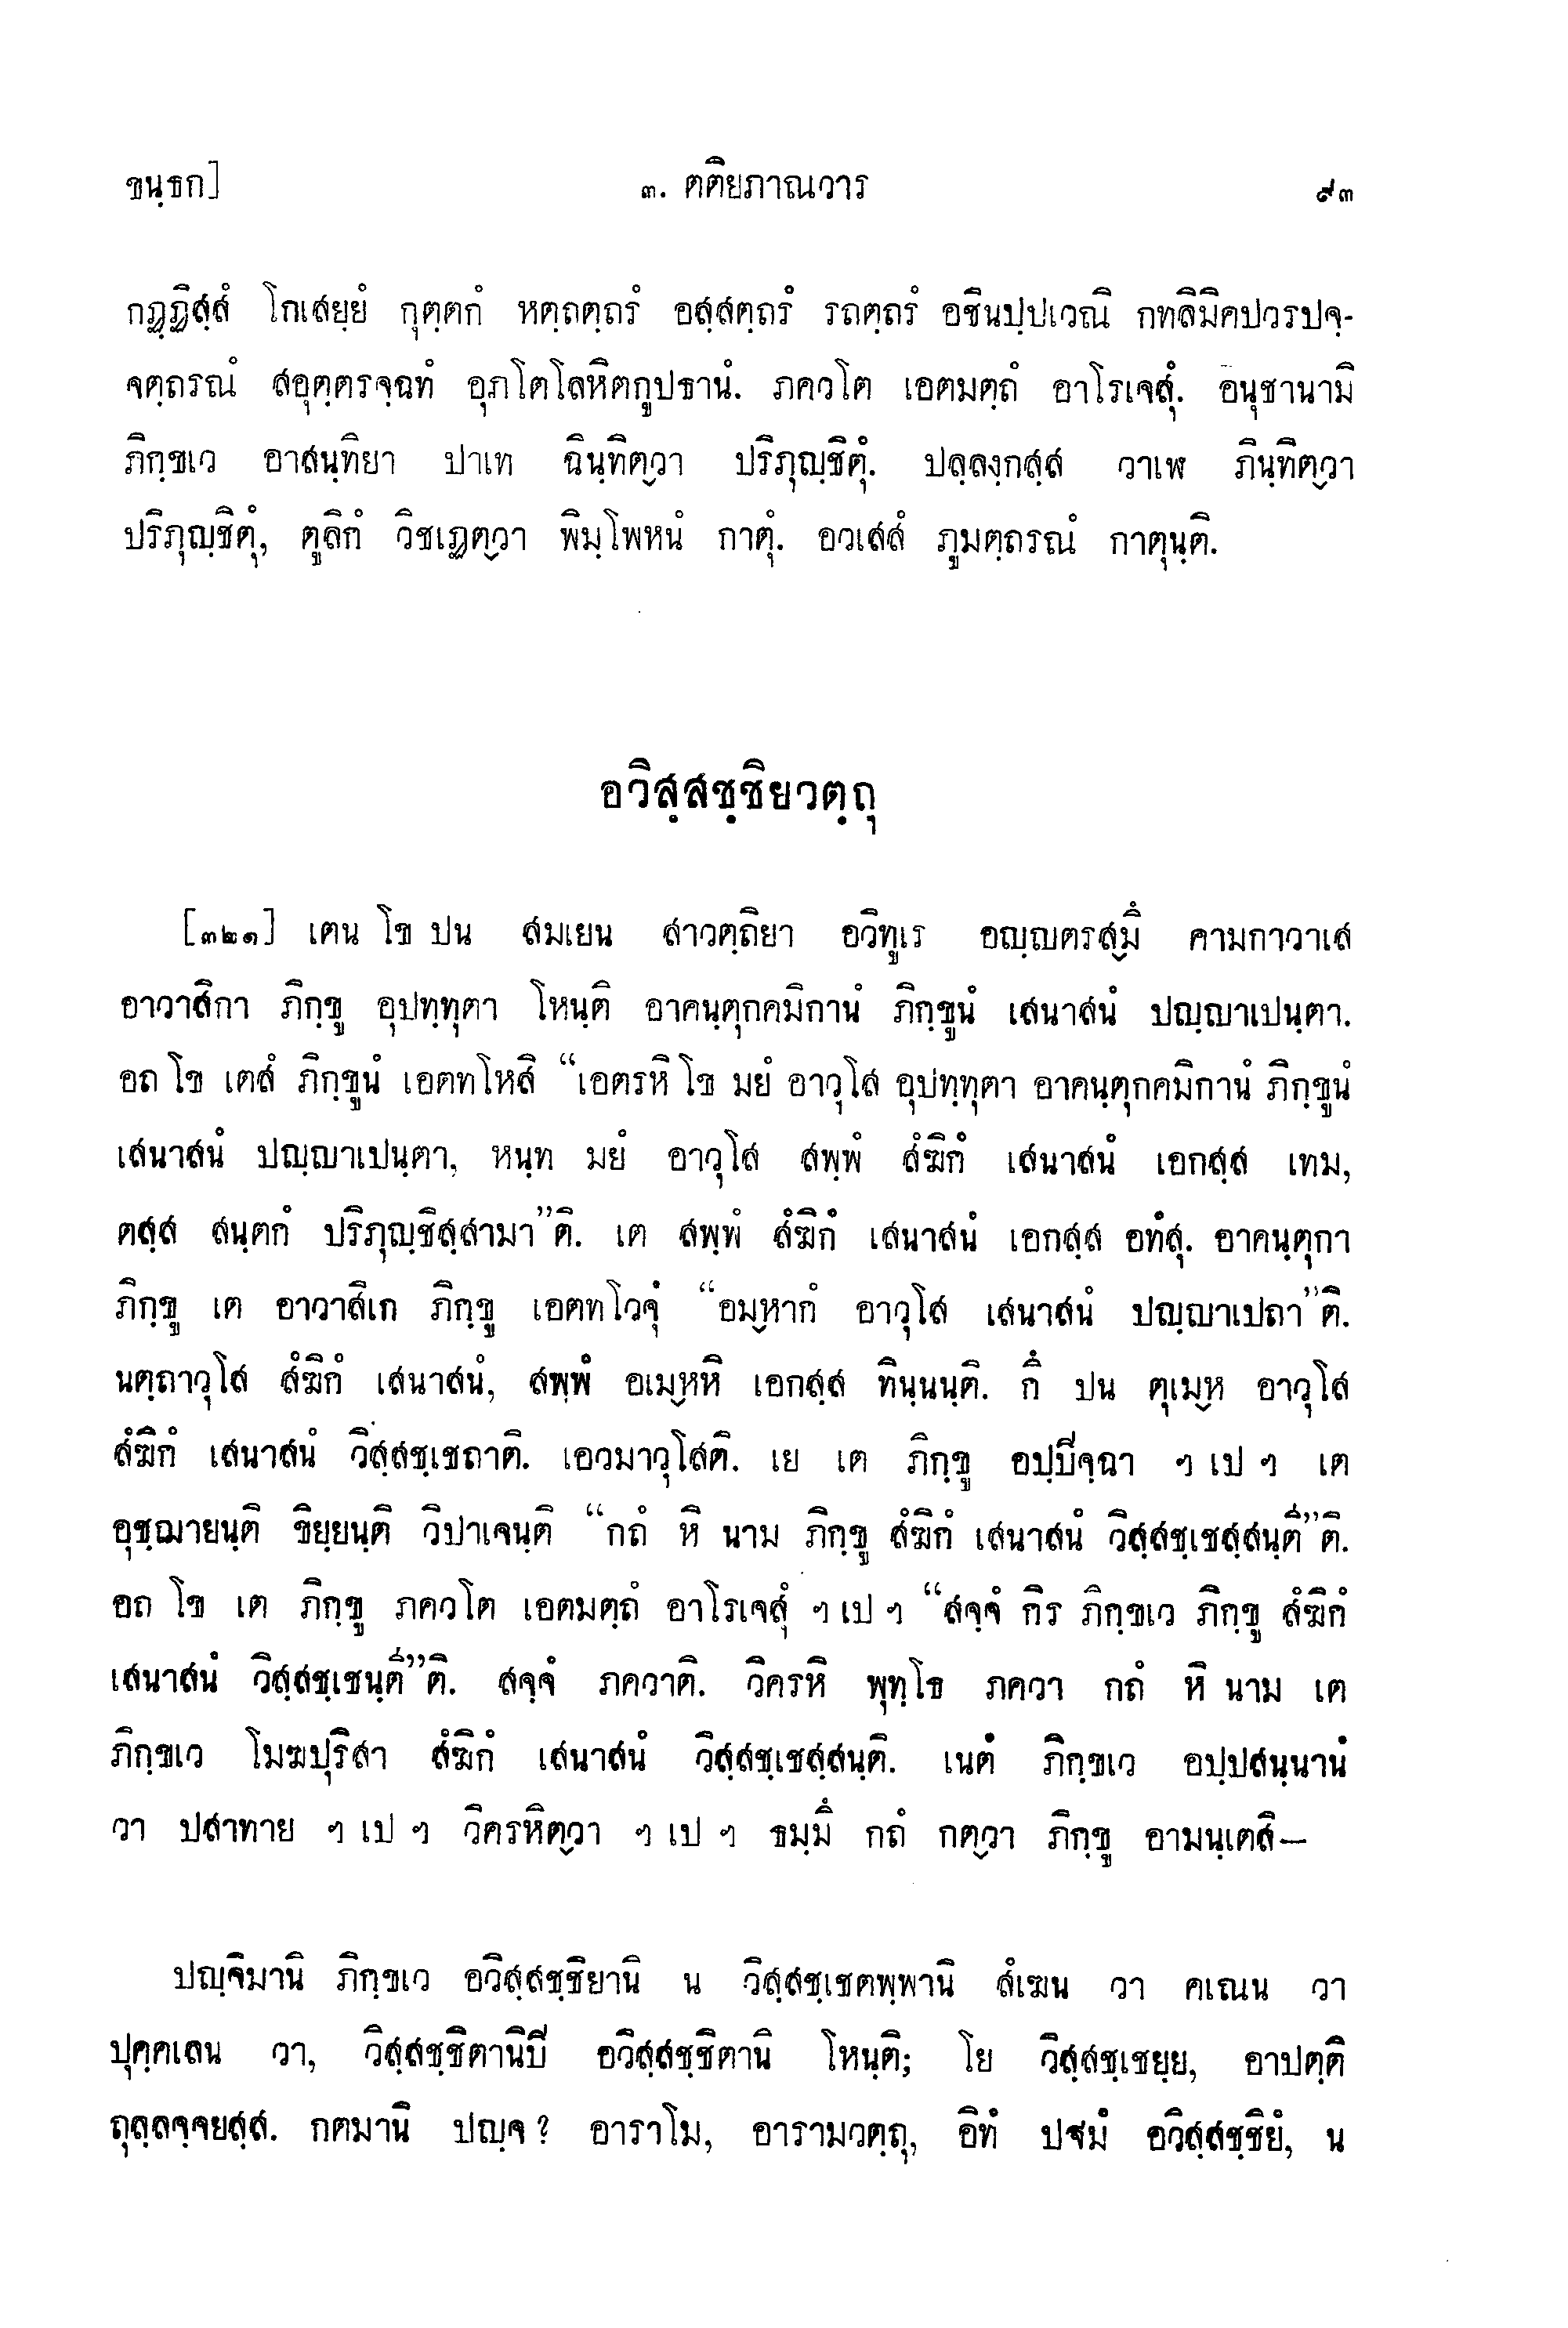 ขนฺธก]
๓. ตติยภาณวาร
๙๓
กฏฺฏิสฺสํ โกเสยฺยํ กุตฺตกํ หตฺถตฺถรํ อสฺสตฺถรํ รถตฺถรํ อชินปฺปเวณิ กทลิมิคปวรปจฺ-
จตฺถรณํ สอุตฺตรจฺฉทํ อุภโตโลหิตกูปธานํ. ภควโต เอตมตฺถํ อาโรเจสุํ. อนุชานามิ
ภิกฺขเว อาสนฺทิยา ปาเท ฉินฺทิตฺวา ปริภุญฺชิตุํ. ปลฺลงฺกสฺส วาเฬ ภินฺทิตฺวา
ปริภุญฺชิตุํ, ตูลิกํ วิชเฏตฺวา พิมฺโพหนํ กาตุํ. อวเสสํ ภูมตฺถรณํ กาตุนฺติ.
อวิสฺสชฺชิยวตฺถุ
[๓๒๑] เตน โข ปน สมเยน สาวตฺถิยา อวิทูเร อญฺญตรสฺมึ คามกาวาเส
อาวาสิกา ภิกฺขู อุปทฺทุตา โหนฺติ อาคนฺตุกคมิกานํ ภิกฺขูนํ เสนาสนํ ปญฺญาเปนฺตา.
อถ โข เตสํ ภิกฺขูนํ เอตทโหสิ “เอตรหิ โข มยํ อาวุโส อุปทฺทุตา อาคนฺตุกคมิกานํ ภิกฺขูนํ
เสนาสนํ ปญฺญาเปนฺตา, หนฺท มยํ อาวุโส สพฺพํ สํฆิกํ เสนาสนํ เอกสฺส เทม,
ตสฺส สนฺตกํ ปริภุญฺชิสฺสามา”ติ. เต สพฺพํ สํฆิกํ เสนาสนํ เอกสฺส อทํสุ. อาคนฺตุกา
ภิกฺขู เต อาวาสิเก ภิกฺขู เอตทโวจุํ “อมฺหากํ อาวุโส เสนาสนํ ปญฺญาเปถา”ติ.
นตฺถาวุโส สํฆิกํ เสนาสนํ, สพฺพํ อเมฺหหิ เอกสฺส ทินฺนนฺติ. กึ ปน ตุเมฺห อาวุโส
สํฆิกํ เสนาสนํ วิสฺสชฺเชถาติ. เอวมาวุโสติ. เย เต ภิกฺขู อปฺปิจฺฉา ฯ เป ฯ เต
อุชฺฌายนฺติ ขิยฺยนฺติ วิปาเจนฺติ “กถํ หิ นาม ภิกฺขู สํฆิกํ เสนาสนํ วิสฺสชฺเชสฺสนฺตี”ติ.
อถ โข เต ภิกฺขู ภควโต เอตมตฺถํ อาโรเจสุํ ฯ เป ฯ “สจฺจํ กิร ภิกฺขเว ภิกฺขู สํฆิกํ
เสนาสนํ วิสฺสชฺเชนฺตี”ติ. สจฺจํ ภควาติ. วิครหิ พุทฺโธ ภควา กถํ หิ นาม เต
ภิกฺขเว โมฆปุริสา สํฆิกํ เสนาสนํ วิสฺสชฺเชสฺสนฺติ. เนตํ ภิกฺขเว อปฺปสนฺนานํ
วา ปสาทาย ฯ เป ฯ วิครหิตฺวา ฯ เป ฯ ธมฺมึ กถํ กตฺวา ภิกฺขู อามนฺเตสิ—
ปญฺจิมานิ ภิกฺขเว อวิสฺสชฺชิยานิ น วิสฺสชฺเชตพฺพานิ สํเฆน วา คเณน วา
ปุคฺคเลน วา, วิสฺสชฺชิตานิปิ อวิสฺสชฺชิตานิ โหนฺติ; โย วิสฺสชฺเชยฺย, อาปตฺติ
ถุลฺลจฺจยสฺส. กตมานิ ปญฺจ? อาราโม, อารามวตฺถุ, อิทํ ปฐมํ อวิสฺสชฺชิยํ, น